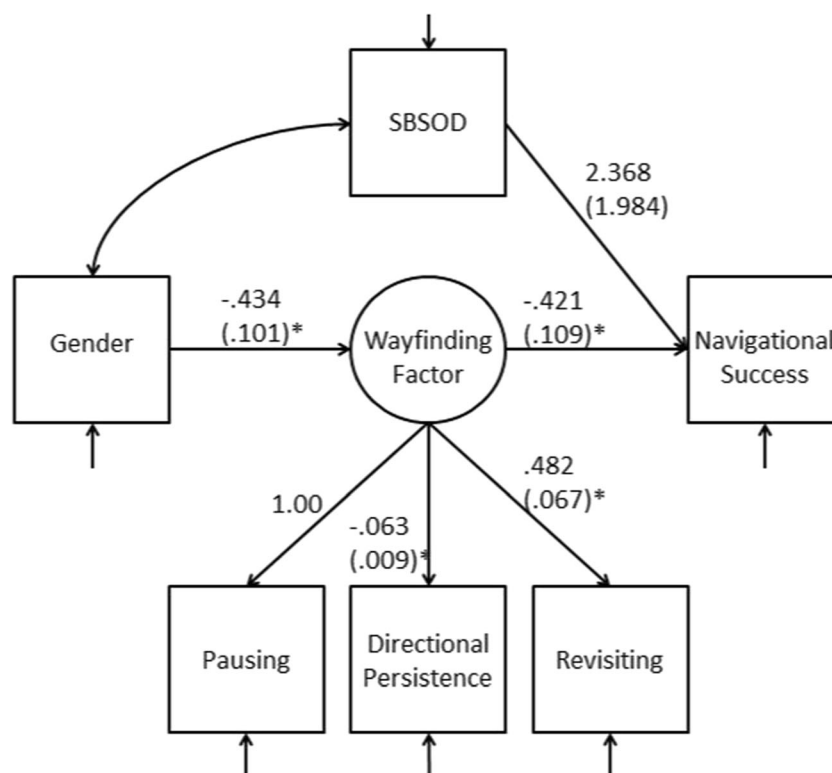 SBSOD
2.368
(1.984)
-.434
(.101)*
-.421
(.109)*
Gender
Wayfinding
Factor
Navigational
Success
1.00
-.063
(.009)*
.482
(.067)*
Pausing
Directional
Persistence
Revisiting